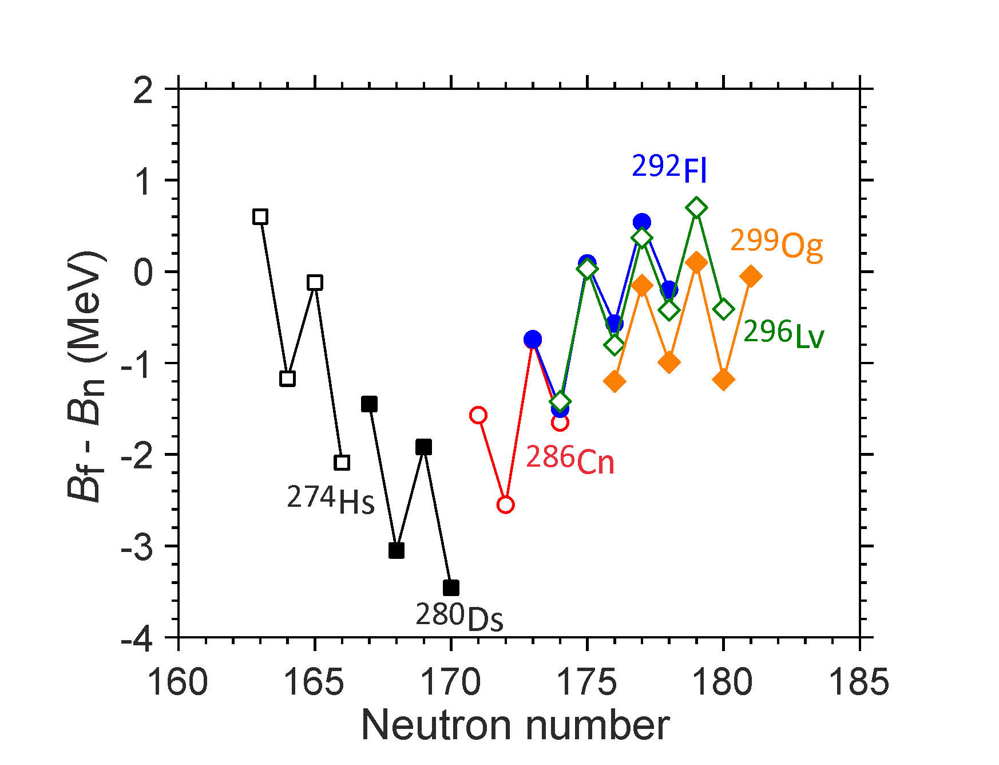 2
1
0
-1
-2
-3
-4
Bf - Bn (MeV)
292Fl
299Og
296Lv
286Cn
274Hs
280Ds
160 165 170 175 180 185
Neutron number